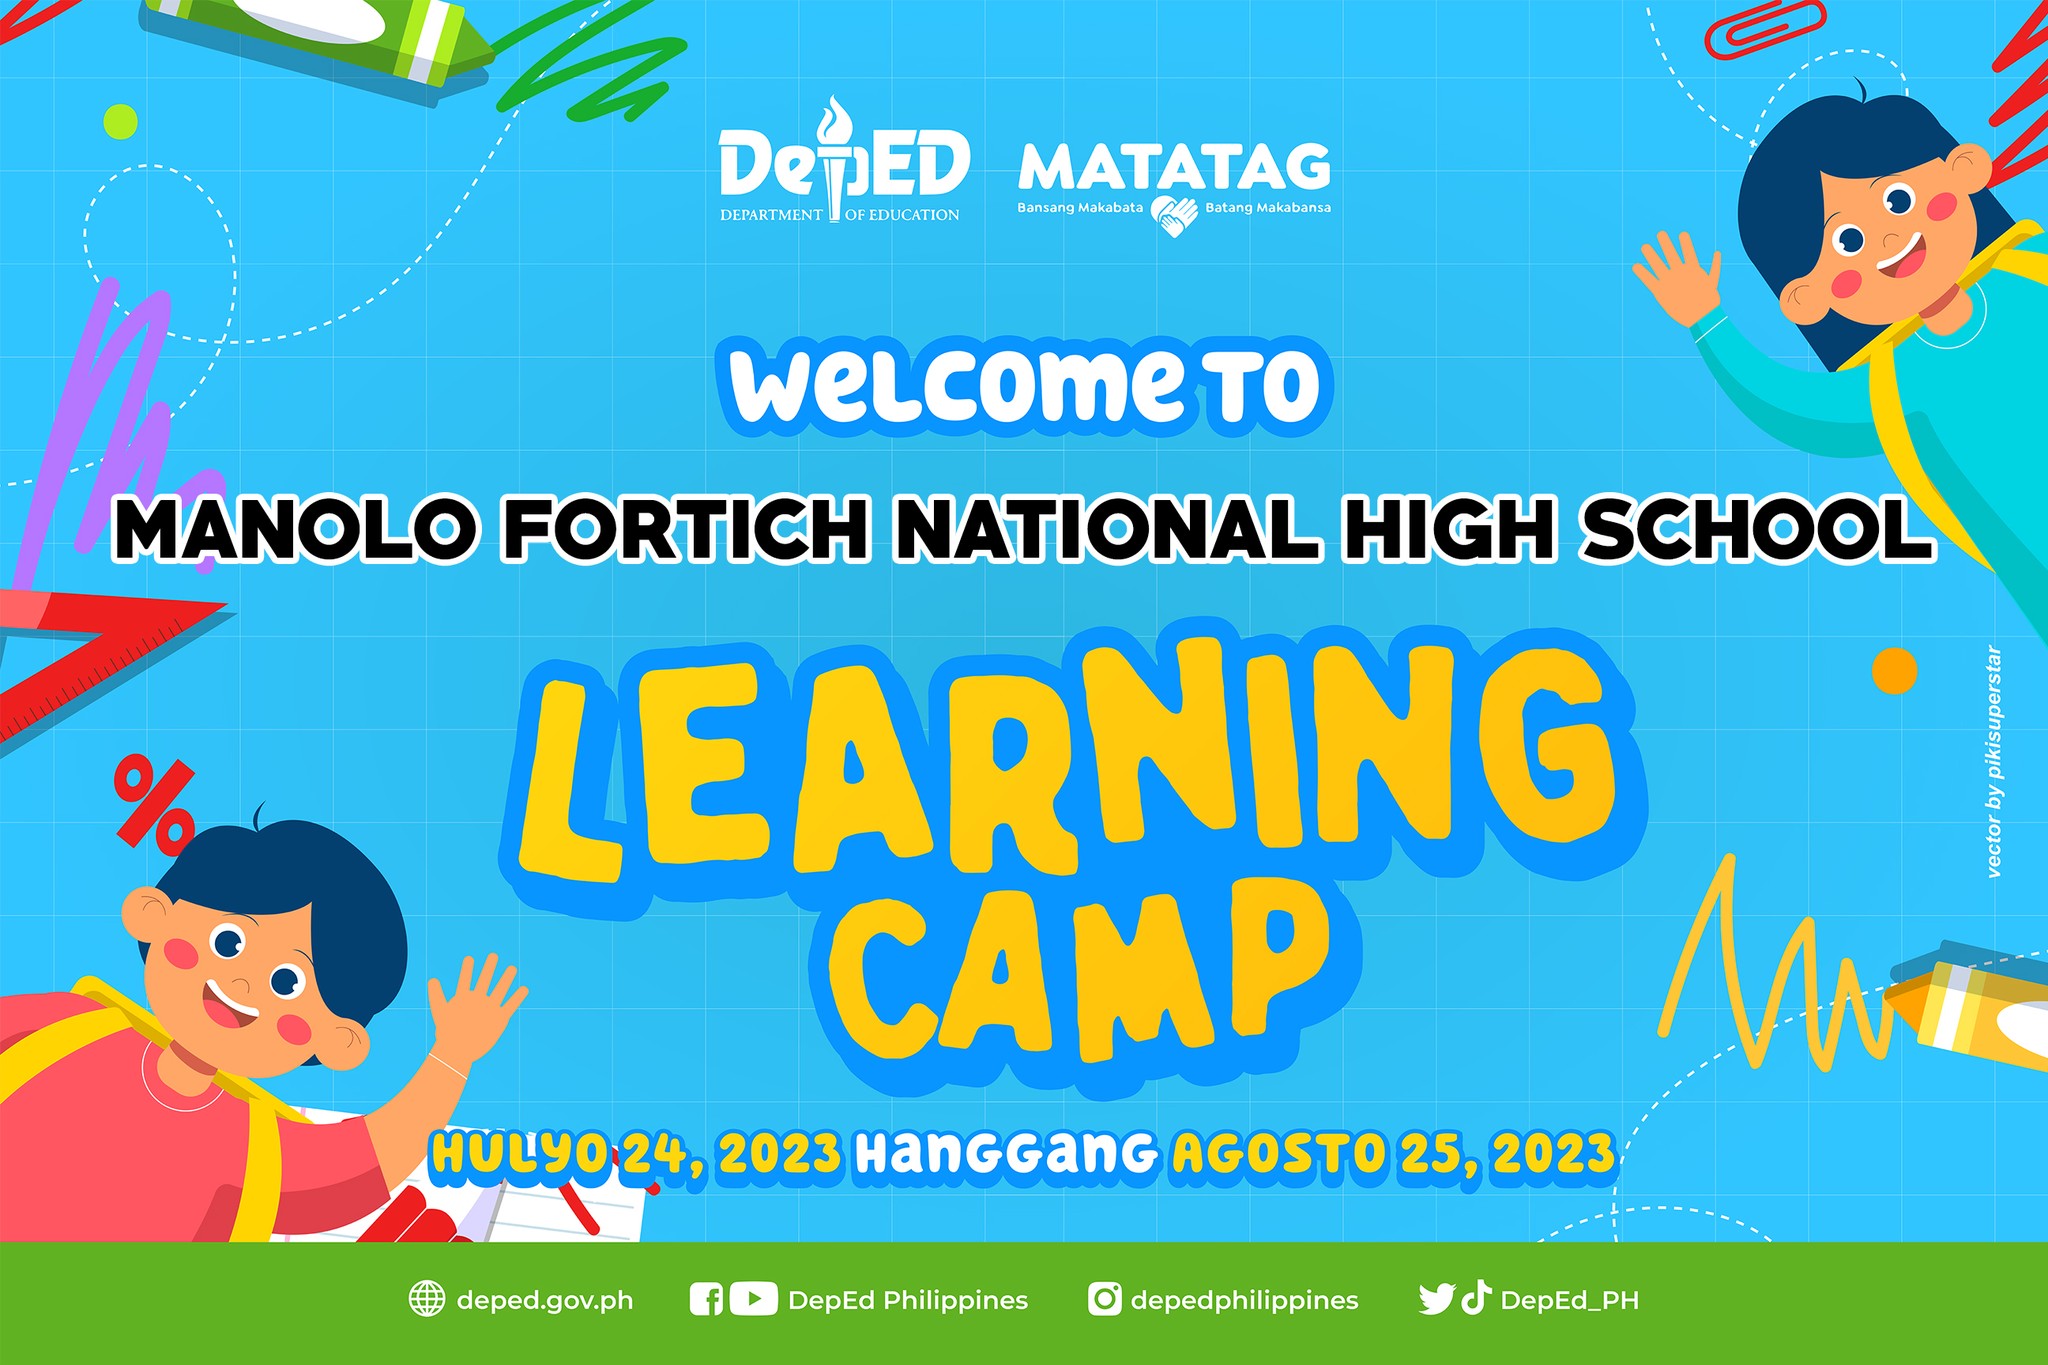 DepED
DEPARTMENT OF EDUCATION
MATATAG
Bansang Makabata Batang Makabansa
WeLCOme TO
MANOLO FORTICH NATIONAL HIGH SCHOOL
LEARNING
CAMP
HULYO 24, 2023 HanGGanG AGOSTO 25, 2023
vector by pikisuperstar
%
deped.gov.ph
DepEd Philippines
depedphilippines
DepEd_PH